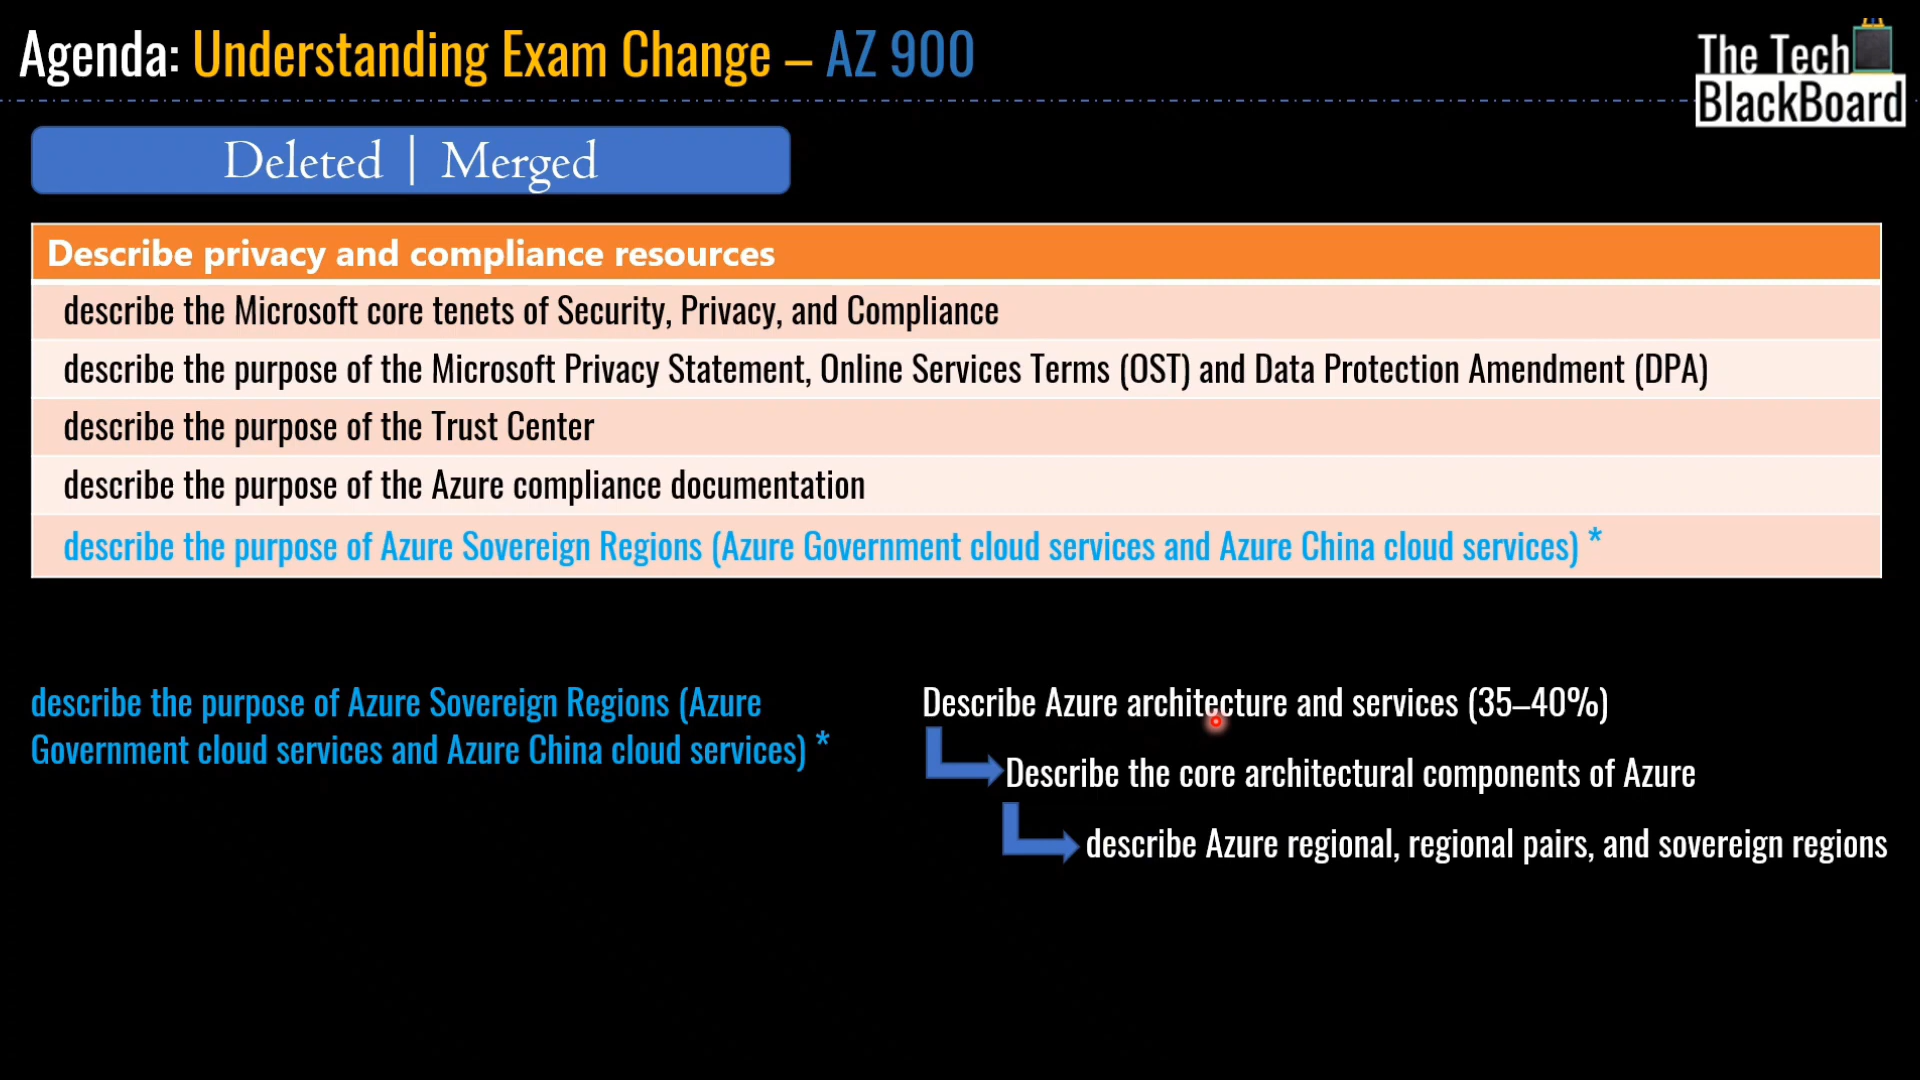 Agenda: Understanding Exam Change – AZ 900
The Tech
BlackBoard
Deleted | Merged
Describe privacy and compliance resources
describe the Microsoft core tenets of Security, Privacy, and Compliance
describe the purpose of the Microsoft Privacy Statement, Online Services Terms (OST) and Data Protection Amendment (DPA)
describe the purpose of the Trust Center
describe the purpose of the Azure compliance documentation
describe the purpose of Azure Sovereign Regions (Azure Government cloud services and Azure China cloud services) *
describe the purpose of Azure Sovereign Regions (Azure
Government cloud services and Azure China cloud services) *
Describe Azure architecture and services (35–40%)
Describe the core architectural components of Azure
describe Azure regional, regional pairs, and sovereign regions